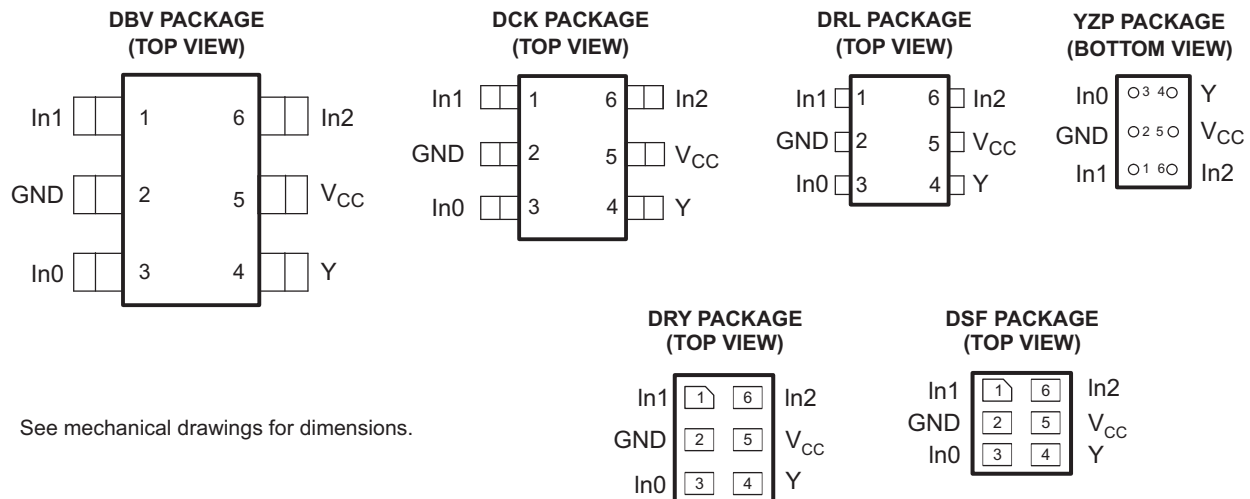 DBV PACKAGE
(TOP VIEW)
In1 1 6 In2
GND 2 5 VCC
In0 3 4 Y
DCK PACKAGE
(TOP VIEW)
In1 1 6 In2
GND 2 5 VCC
In0 3 4 Y
DRL PACKAGE
(TOP VIEW)
In1 1 6 In2
GND 2 5 VCC
In0 3 4 Y
YZP PACKAGE
(BOTTOM VIEW)
In0 3 4 Y
GND 2 5 VCC
In1 1 6 In2
See mechanical drawings for dimensions.
DRY PACKAGE
(TOP VIEW)
In1 1 6 In2
GND 2 5 VCC
In0 3 4 Y
DSF PACKAGE
(TOP VIEW)
In1 1 6 In2
GND 2 5 VCC
In0 3 4 Y